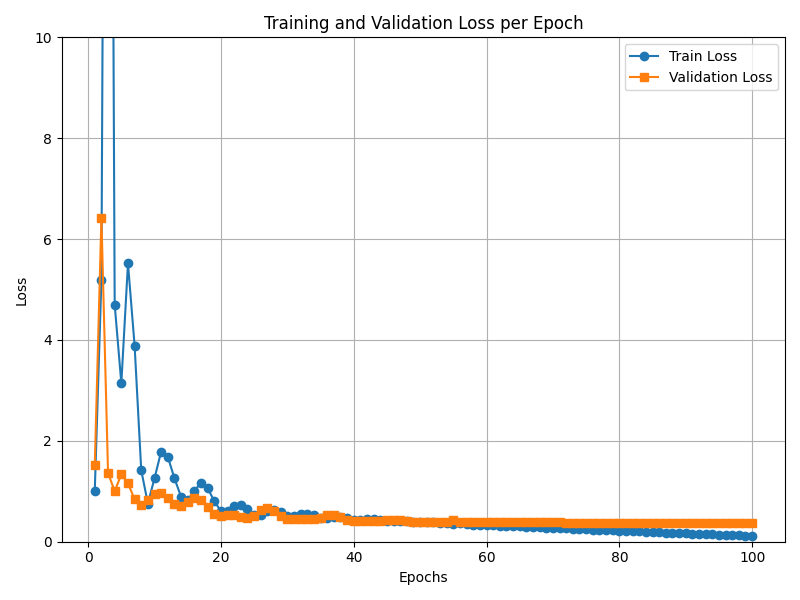 Training and Validation Loss per Epoch
Train Loss
Validation Loss
Loss
10
8
6
4
2
0
0 20 40 60 80 100
Epochs